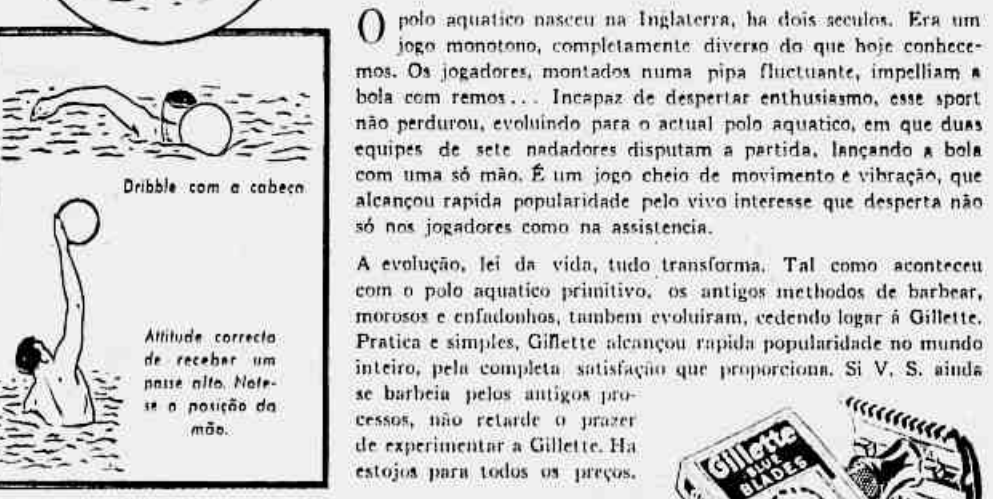 O polo aquatico nasceu na Inglaterra, ha dois seculos. Era um
jogo monotono, completamente diverso do que hoje conhece-
mos. Os jogadores, montados numa pipa fluctuante, impelliam a
bola com remos... Incapaz de despertar enthusiasmo, esse sport
não perdurou, evoluindo para o actual polo aquatico, em que duas
equipes de sete nadadores disputam a partida, lançando a bola
com uma só mão. É um jogo cheio de movimento e vibração, que
alcançou rapida popularidade pelo vivo interesse que desperta não
só nos jogadores como na assistencia.
A evolução, lei da vida, tudo transforma. Tal como aconteceu
com o polo aquatico primitivo, os antigos methodos de barbear,
morosos e enfadonhos, tambem evoluiram, cedendo logar á Gillette.
Pratica e simples, Gillette alcançou rapida popularidade no mundo
inteiro, pela completa satisfação que proporciona. Si V. S. ainda
se barbeia pelos antigos pro-
cessos, não retarde o prazer
de experimentar a Gillette. Ha
estojos para todos os preços.
Dribble com a cabeça
Attitude correcta
de receber um
passe alto. Note-
se a posição da
mão.
Gillette
BLUE
BLADES